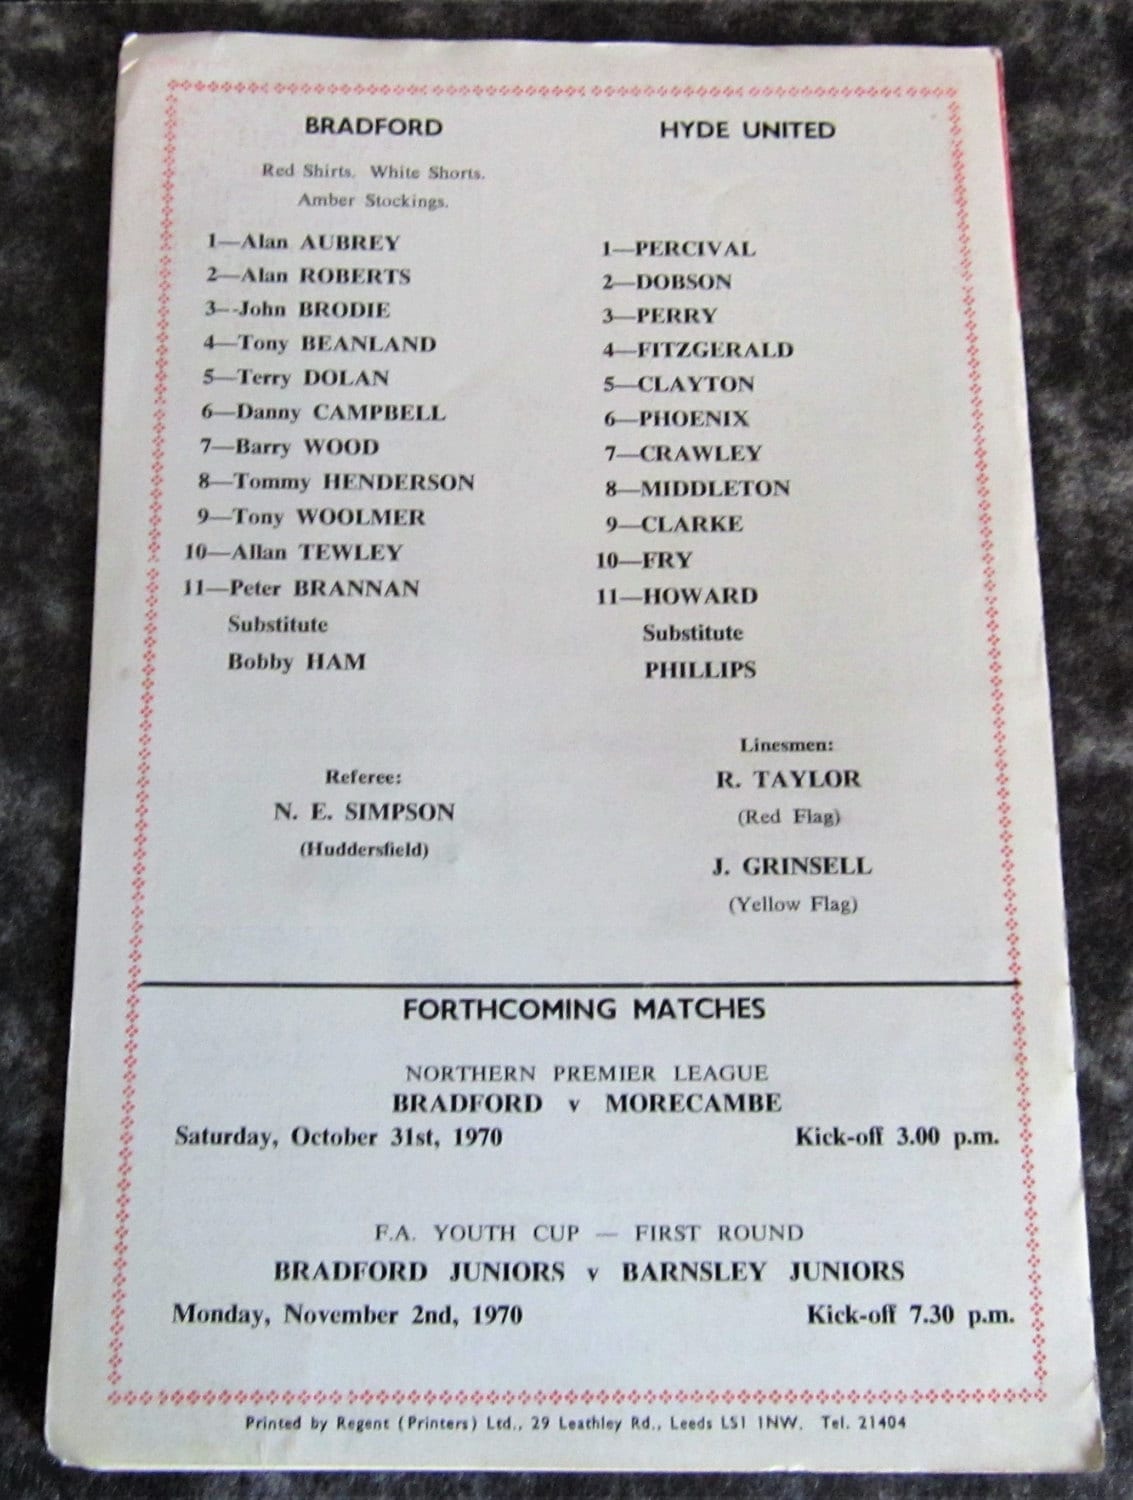 BRADFORD
Red Shirts. White Shorts.
Amber Stockings.
1—Alan AUBREY
2—Alan ROBERTS
3--John BRODIE
4—Tony BEANLAND
5—Terry DOLAN
6—Danny CAMPBELL
7—Barry WOOD
8—Tommy HENDERSON
9—Tony WOOLMER
10—Allan TEWLEY
11—Peter BRANNAN
Substitute
Bobby HAM
HYDE UNITED
1—PERCIVAL
2—DOBSON
3—PERRY
4—FITZGERALD
5—CLAYTON
6—PHOENIX
7—CRAWLEY
8—MIDDLETON
9—CLARKE
10—FRY
11—HOWARD
Substitute
PHILLIPS
Referee:
N. E. SIMPSON
(Huddersfield)
Linesmen:
R. TAYLOR
(Red Flag)
J. GRINSELL
(Yellow Flag)
FORTHCOMING MATCHES
NORTHERN PREMIER LEAGUE
BRADFORD v MORECAMBE
Saturday, October 31st, 1970 Kick-off 3.00 p.m.
F.A. YOUTH CUP — FIRST ROUND
BRADFORD JUNIORS v BARNSLEY JUNIORS
Monday, November 2nd, 1970 Kick-off 7.30 p.m.
Printed by Regent (Printers) Ltd., 29 Leathley Rd., Leeds LS1 1NW. Tel. 21404